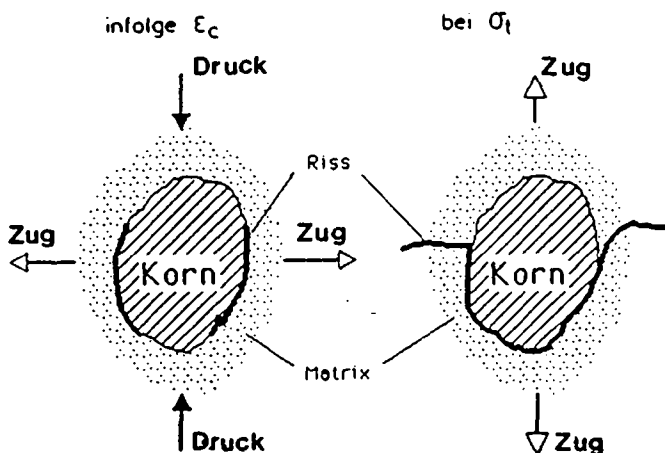 infolge εc
bei σt
Druck
Zug
Riss
Zug
Zug
Korn
Korn
Matrix
Druck
Zug